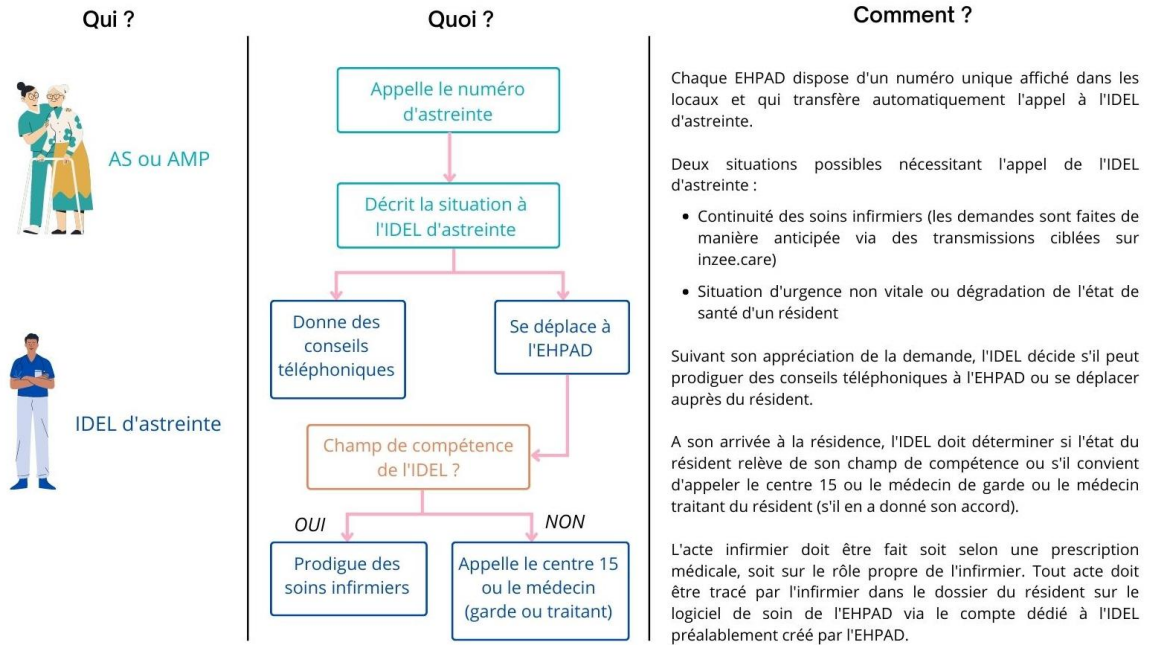 Qui ?
AS ou AMP
IDEL d'astreinte
Quoi ?
Appelle le numéro
d'astreinte
Décrit la situation à
l'IDEL d'astreinte
Donne des
conseils
téléphoniques
Se déplace à
l'EHPAD
Champ de compétence
de l'IDEL ?
OUI
NON
Prodigue des
soins infirmiers
Appelle le centre 15
ou le médecin
(garde ou traitant)
Comment ?
Chaque EHPAD dispose d'un numéro unique affiché dans les
locaux et qui transfère automatiquement l'appel à l'IDEL
d'astreinte.
Deux situations possibles nécessitant l'appel de l'IDEL
d'astreinte :
• Continuité des soins infirmiers (les demandes sont faites de
manière anticipée via des transmissions ciblées sur
inzee.care)
• Situation d'urgence non vitale ou dégradation de l'état de
santé d'un résident
Suivant son appréciation de la demande, l'IDEL décide s'il peut
prodiguer des conseils téléphoniques à l'EHPAD ou se déplacer
auprès du résident.
A son arrivée à la résidence, l'IDEL doit déterminer si l'état du
résident relève de son champ de compétence ou s'il convient
d'appeler le centre 15 ou le médecin de garde ou le médecin
traitant du résident (s'il en a donné son accord).
L'acte infirmier doit être fait soit selon une prescription
médicale, soit sur le rôle propre de l'infirmier. Tout acte doit
être tracé par l'infirmier dans le dossier du résident sur le
logiciel de soin de l'EHPAD via le compte dédié à l'IDEL
préalablement créé par l'EHPAD.